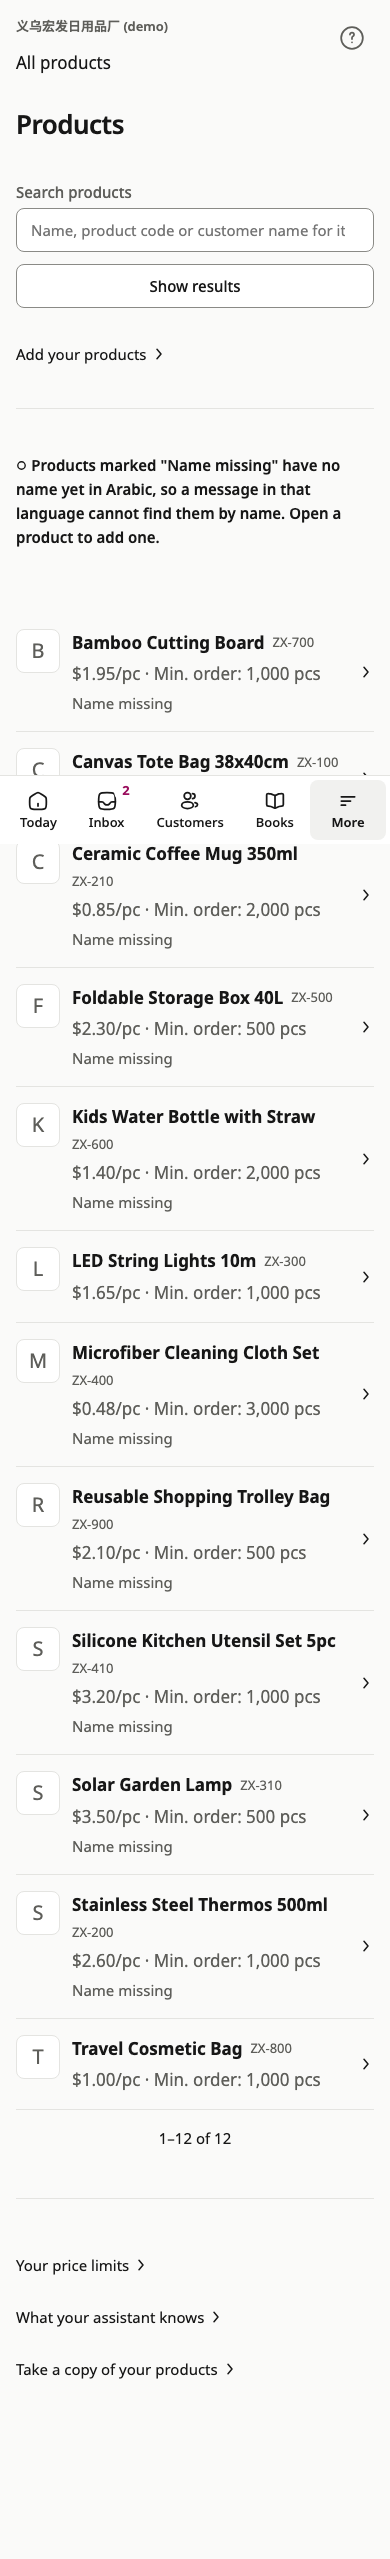 义乌宏发日用品厂 (demo)
All products
Products
Search products
Name, product code or customer name for it
Show results
Add your products
Products marked "Name missing" have no
name yet in Arabic, so a message in that
language cannot find them by name. Open a
product to add one.
B
Bamboo Cutting Board ZX-700
$1.95/pc · Min. order: 1,000 pcs
Name missing
C
Canvas Tote Bag 38x40cm ZX-100
2
Today
Inbox
Customers
Books
More
C
Ceramic Coffee Mug 350ml
ZX-210
$0.85/pc · Min. order: 2,000 pcs
Name missing
F
Foldable Storage Box 40L ZX-500
$2.30/pc · Min. order: 500 pcs
Name missing
K
Kids Water Bottle with Straw
ZX-600
$1.40/pc · Min. order: 2,000 pcs
Name missing
L
LED String Lights 10m ZX-300
$1.65/pc · Min. order: 1,000 pcs
M
Microfiber Cleaning Cloth Set
ZX-400
$0.48/pc · Min. order: 3,000 pcs
Name missing
R
Reusable Shopping Trolley Bag
ZX-900
$2.10/pc · Min. order: 500 pcs
Name missing
S
Silicone Kitchen Utensil Set 5pc
ZX-410
$3.20/pc · Min. order: 1,000 pcs
Name missing
S
Solar Garden Lamp ZX-310
$3.50/pc · Min. order: 500 pcs
Name missing
S
Stainless Steel Thermos 500ml
ZX-200
$2.60/pc · Min. order: 1,000 pcs
Name missing
T
Travel Cosmetic Bag ZX-800
$1.00/pc · Min. order: 1,000 pcs
1–12 of 12
Your price limits
What your assistant knows
Take a copy of your products